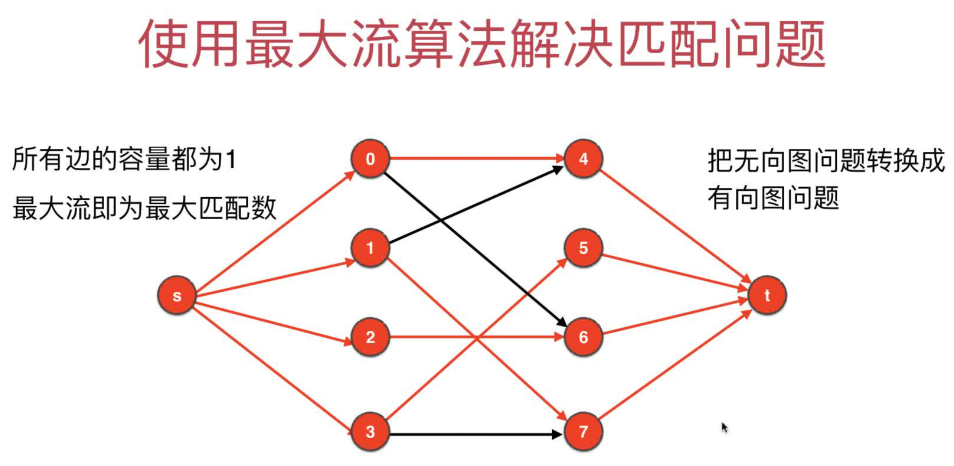 使用最大流算法解决匹配问题
所有边的容量都为1
最大流即为最大匹配数
把无向图问题转换成
有向图问题
0
4
1
5
s
t
2
6
3
7